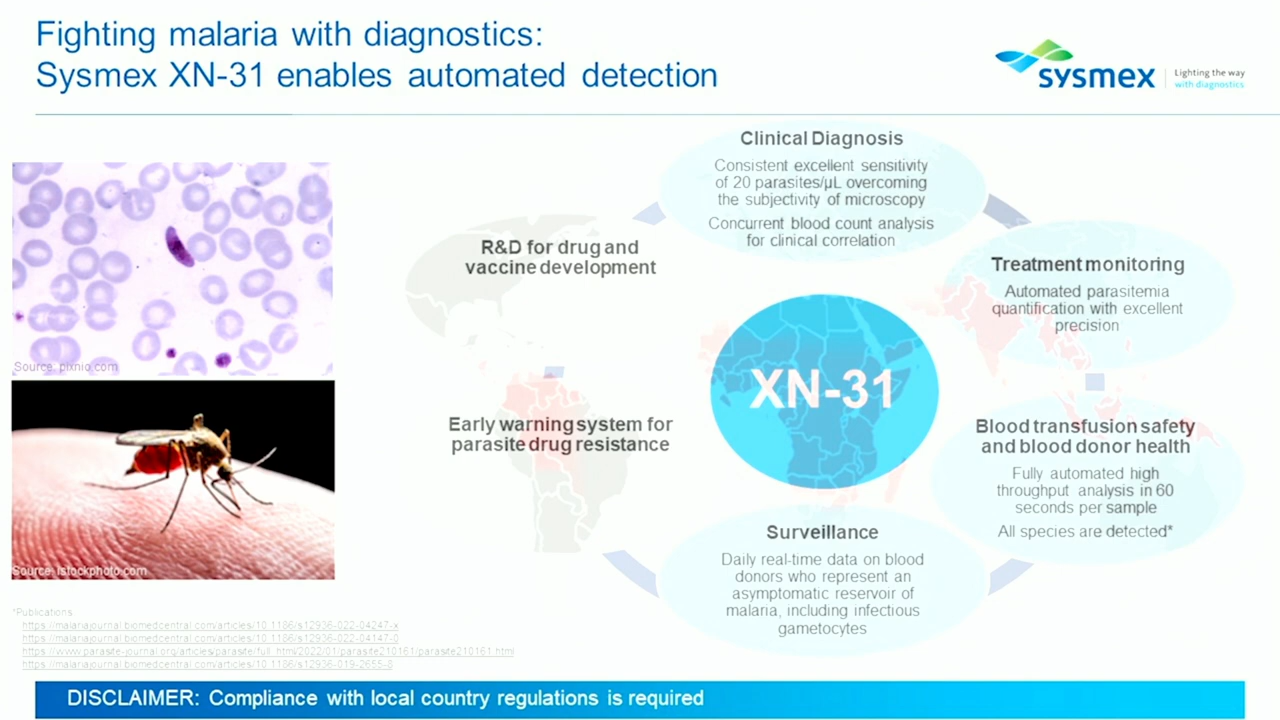 Fighting malaria with diagnostics:
Sysmex XN-31 enables automated detection
sysmex
Lighting the way
with diagnostics
Source: pixnio.com
Source: istockphoto.com
Clinical Diagnosis
Consistent excellent sensitivity
of 20 parasites/µL overcoming
the subjectivity of microscopy
Concurrent blood count analysis
for clinical correlation
R&D for drug and
vaccine development
Treatment monitoring
Automated parasitemia
quantification with excellent
precision
XN-31
Early warning system for
parasite drug resistance
Blood transfusion safety
and blood donor health
Fully automated high
throughput analysis in 60
seconds per sample
All species are detected*
Surveillance
Daily real-time data on blood
donors who represent an
asymptomatic reservoir of
malaria, including infectious
gametocytes
*Publications:
https://malariajournal.biomedcentral.com/articles/10.1186/s12936-022-04247-x
https://malariajournal.biomedcentral.com/articles/10.1186/s12936-022-04147-0
https://www.parasite-journal.org/articles/parasite/full_html/2022/01/parasite210161/parasite210161.html
https://malariajournal.biomedcentral.com/articles/10.1186/s12936-019-2655-8
DISCLAIMER: Compliance with local country regulations is required